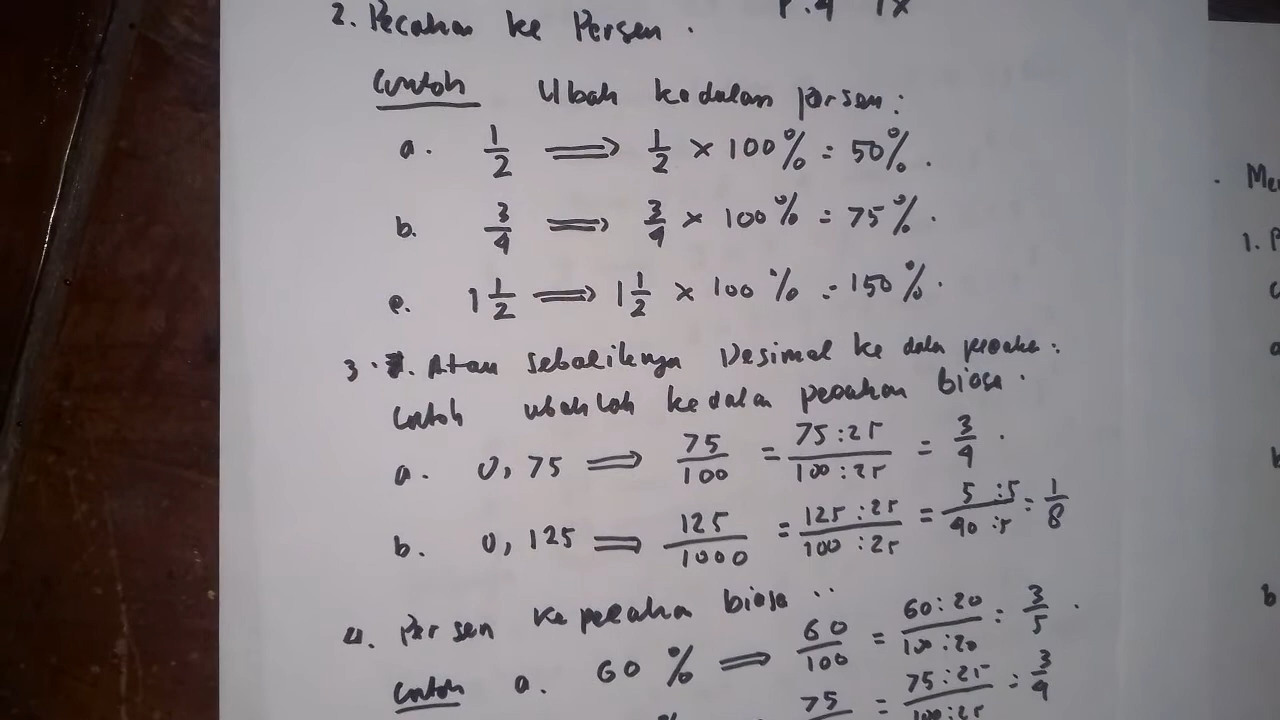 2. Pecahan ke Persen.
Contoh Ubah kedalam persen:
a. 1/2 ⟹ 1/2 × 100% = 50%.
b. 3/4 ⟹ 3/4 × 100% = 75%.
c. 1 1/2 ⟹ 1 1/2 × 100% = 150%.
3. Atau sebaliknya Desimal ke
Contoh ubahlah kedalam pecahan biasa.
a. 0,75 ⟹ 75/100 = 75:25/100:25 = 3/4.
b. 0,125 ⟹ 125/1000 = 125:25/100:25 = 5:5/40:5 = 1/8
4. Persen ke pecahan biasa
Contoh a. 60% ⟹ 60/100 = 60:20/100:20 = 3/5.
75 = 75:25/100:25 = 3/4
1.